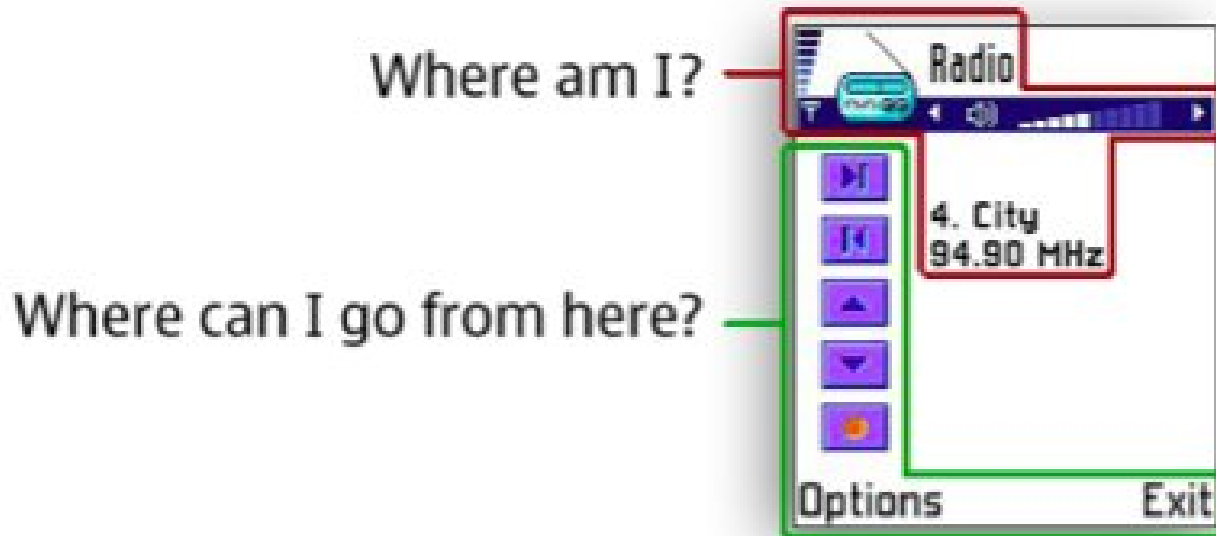 Where am I?
Radio
4. City
94.90 MHz
Where can I go from here?
Options
Exit